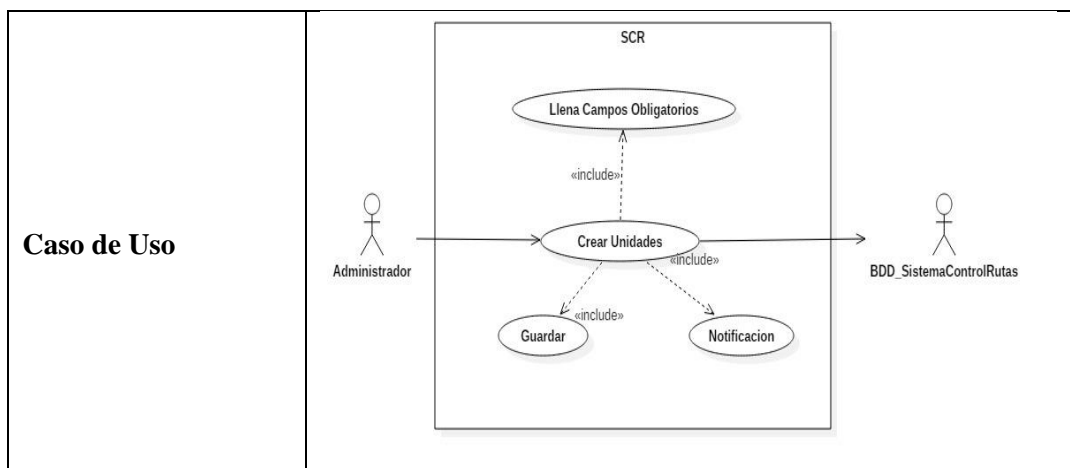 SCR
Llena Campos Obligatorios
«include»
Caso de Uso
Crear Unidades
«include»
Administrador
BDD_SistemaControlRutas
«include»
Guardar
Notificacion